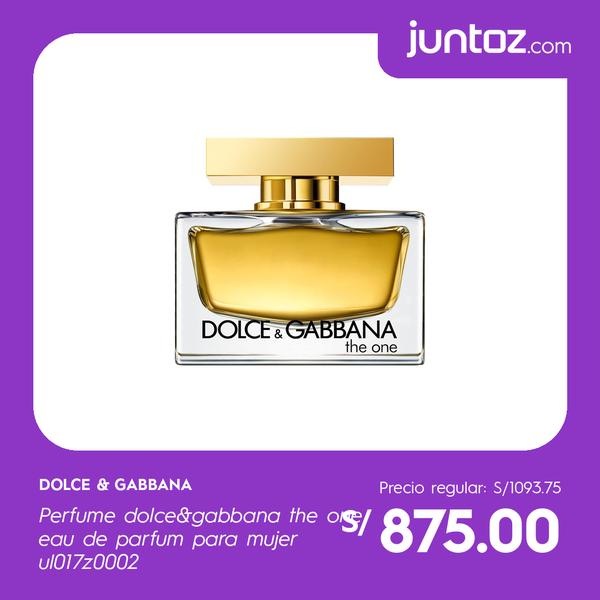 juntoz.com
DOLCE & GABBANA
the one
DOLCE & GABBANA
Perfume dolce&gabbana the one
eau de parfum para mujer
ul017z0002
Precio regular: S/1093.75
S/ 875.00